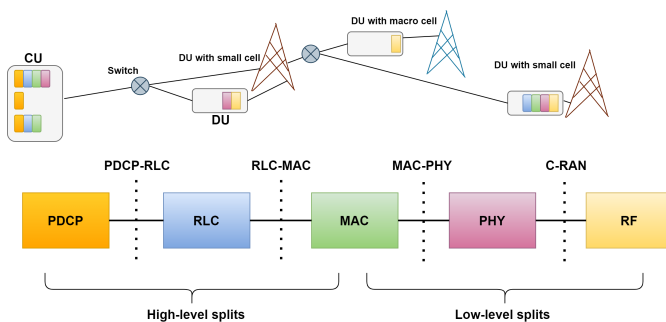 DU with macro cell
CU
DU with small cell
DU with small cell
Switch
DU
PDCP-RLC
RLC-MAC
MAC-PHY
C-RAN
PDCP
RLC
MAC
PHY
RF
High-level splits
Low-level splits